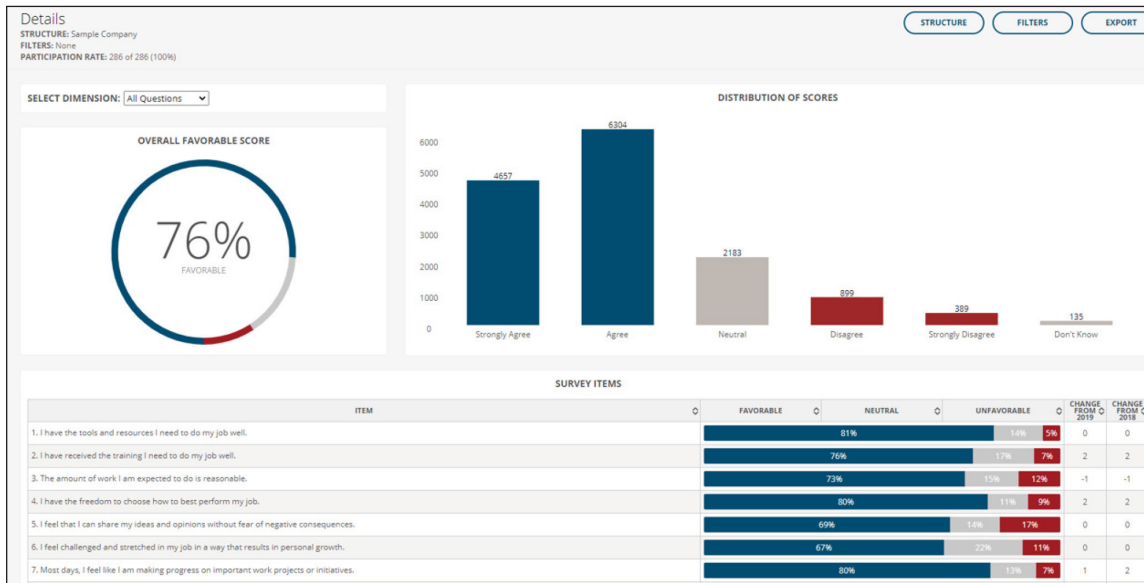 Details
STRUCTURE: Sample Company
FILTERS: None
PARTICIPATION RATE: 286 of 286 (100%)
STRUCTURE
FILTERS
EXPORT
SELECT DIMENSION: All Questions
OVERALL FAVORABLE SCORE
76%
FAVORABLE
DISTRIBUTION OF SCORES
6000
5000
4000
3000
2000
1000
0
4657
6304
2183
899
389
135
Strongly Agree
Agree
Neutral
Disagree
Strongly Disagree
Don't Know
SURVEY ITEMS
ITEM FAVORABLE NEUTRAL UNFAVORABLE CHANGE FROM 2019 CHANGE FROM 2018
1. I have the tools and resources I need to do my job well. 81% 14% 5% 0 0
2. I have received the training I need to do my job well. 76% 17% 7% 2 2
3. The amount of work I am expected to do is reasonable. 73% 15% 12% -1 -1
4. I have the freedom to choose how to best perform my job. 80% 11% 9% 2 2
5. I feel that I can share my ideas and opinions without fear of negative consequences. 69% 14% 17% 0 0
6. I feel challenged and stretched in my job in a way that results in personal growth. 67% 22% 11% 0 0
7. Most days, I feel like I am making progress on important work projects or initiatives. 80% 13% 7% 1 2